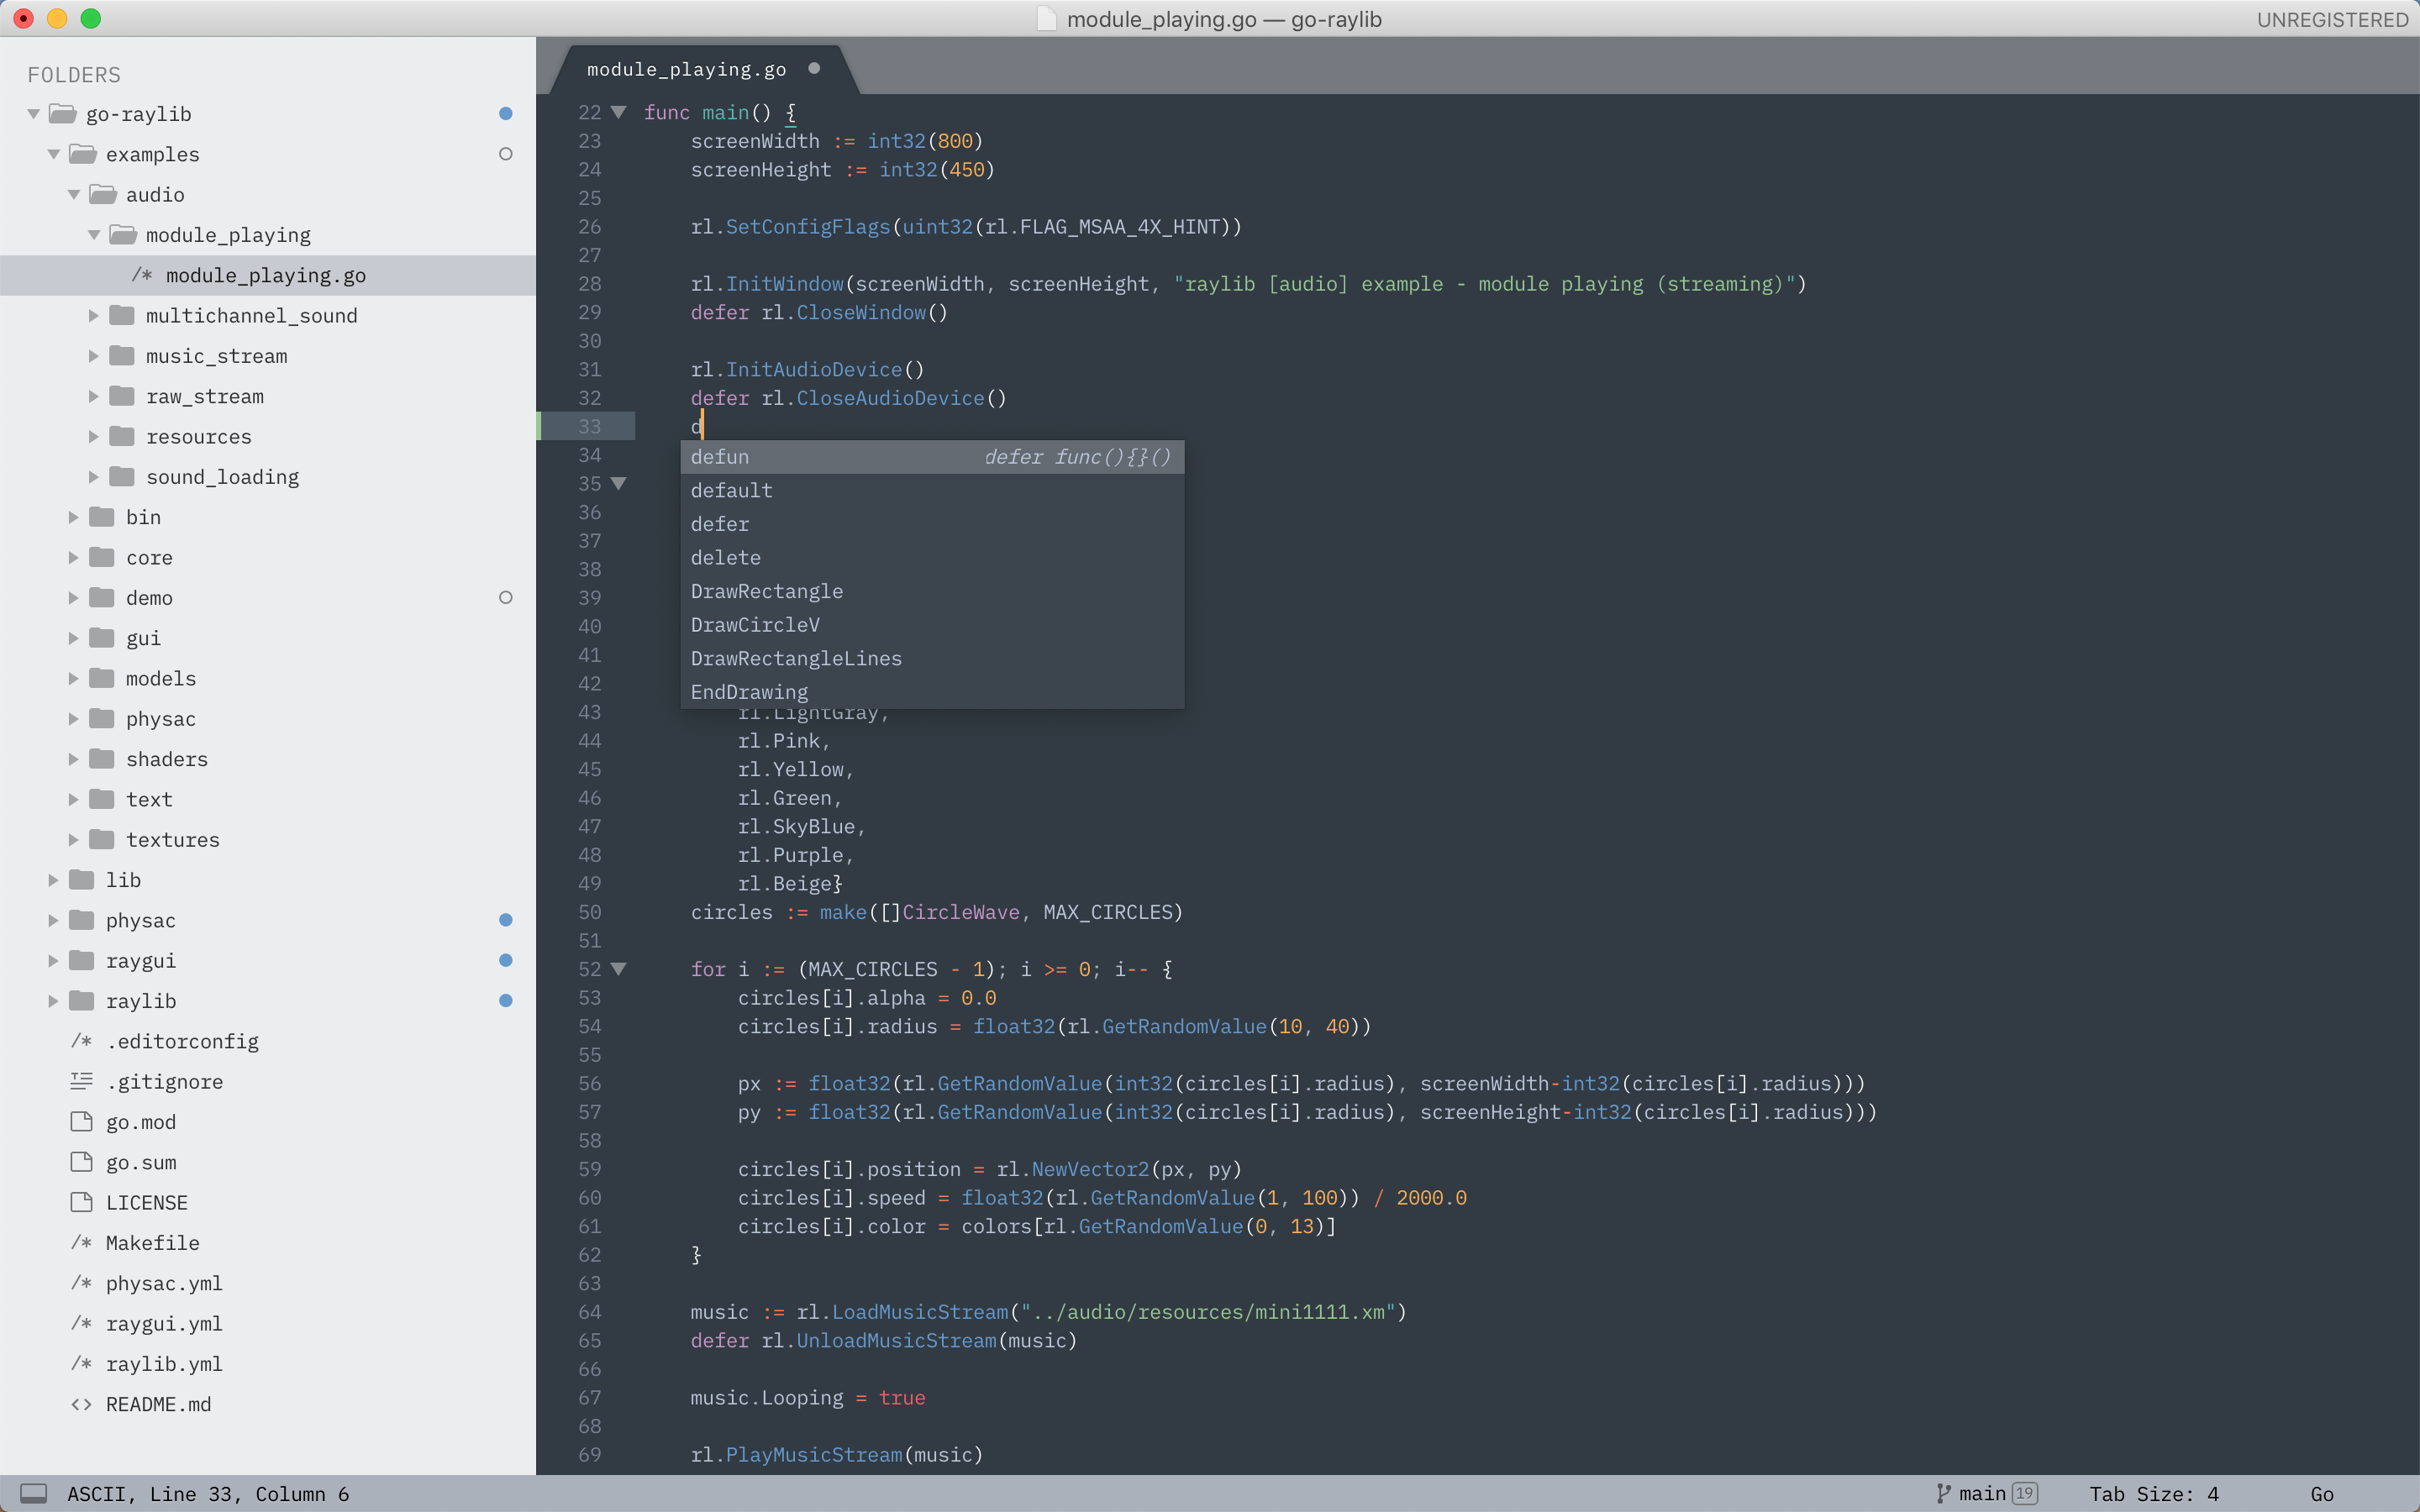 module_playing.go — go-raylib
UNREGISTERED
FOLDERS
go-raylib
examples
audio
module_playing
/* module_playing.go
multichannel_sound
music_stream
raw_stream
resources
sound_loading
bin
core
demo
gui
models
physac
shaders
text
textures
lib
physac
raygui
raylib
/* .editorconfig
.gitignore
go.mod
go.sum
LICENSE
/* Makefile
/* physac.yml
/* raygui.yml
/* raylib.yml
<> README.md
module_playing.go
22 func main() {
23 screenWidth := int32(800)
24 screenHeight := int32(450)
25
26 rl.SetConfigFlags(uint32(rl.FLAG_MSAA_4X_HINT))
27
28 rl.InitWindow(screenWidth, screenHeight, "raylib [audio] example - module playing (streaming)")
29 defer rl.CloseWindow()
30
31 rl.InitAudioDevice()
32 defer rl.CloseAudioDevice()
33 d
34
35
36
37
38
39
40
41
42
defun defer func(){}()
default
defer
delete
DrawRectangle
DrawCircleV
DrawRectangleLines
EndDrawing
43 rl.LightGray,
44 rl.Pink,
45 rl.Yellow,
46 rl.Green,
47 rl.SkyBlue,
48 rl.Purple,
49 rl.Beige}
50 circles := make([]CircleWave, MAX_CIRCLES)
51
52 for i := (MAX_CIRCLES - 1); i >= 0; i-- {
53 circles[i].alpha = 0.0
54 circles[i].radius = float32(rl.GetRandomValue(10, 40))
55
56 px := float32(rl.GetRandomValue(int32(circles[i].radius), screenWidth-int32(circles[i].radius)))
57 py := float32(rl.GetRandomValue(int32(circles[i].radius), screenHeight-int32(circles[i].radius)))
58
59 circles[i].position = rl.NewVector2(px, py)
60 circles[i].speed = float32(rl.GetRandomValue(1, 100)) / 2000.0
61 circles[i].color = colors[rl.GetRandomValue(0, 13)]
62 }
63
64 music := rl.LoadMusicStream("../audio/resources/mini1111.xm")
65 defer rl.UnloadMusicStream(music)
66
67 music.Looping = true
68
69 rl.PlayMusicStream(music)
ASCII, Line 33, Column 6
main 19
Tab Size: 4
Go